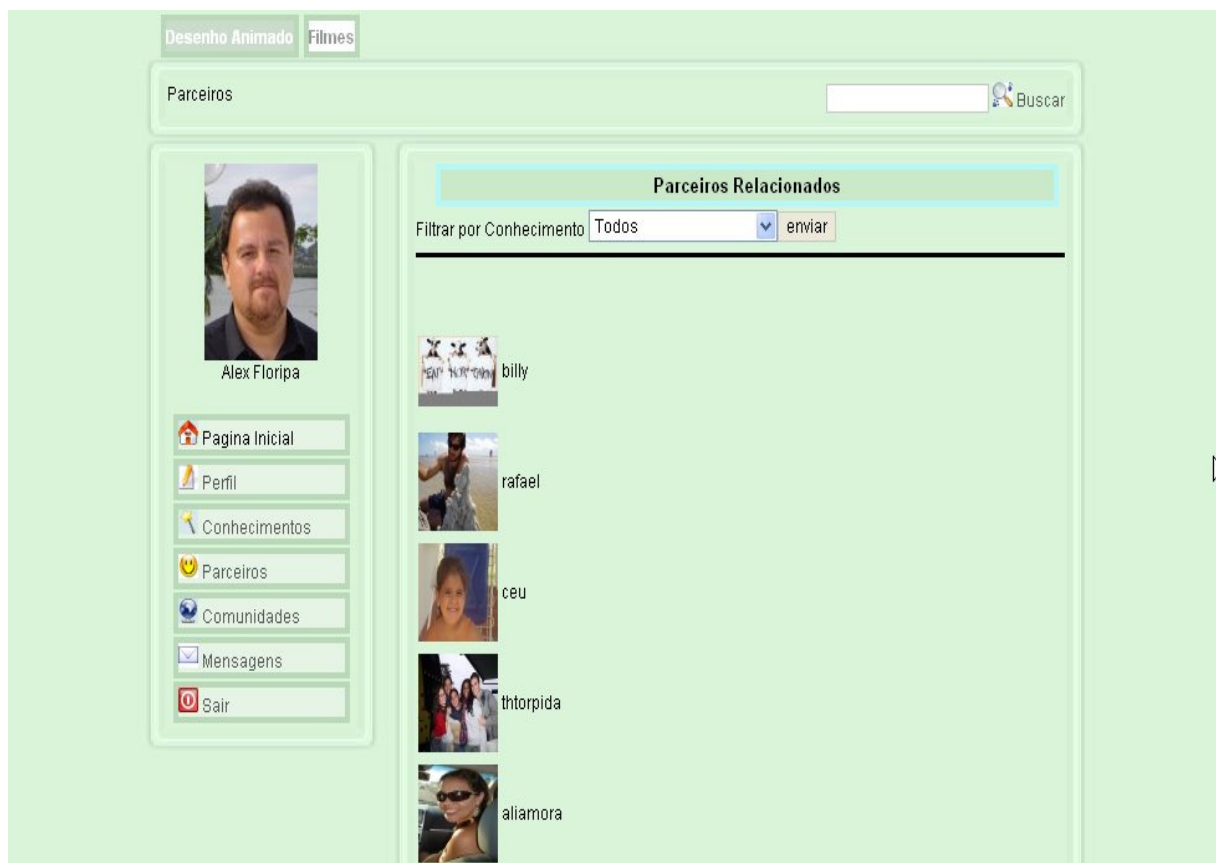 Desenho Animado Filmes
Parceiros
Buscar
Alex Floripa
Pagina Inicial
Perfil
Conhecimentos
Parceiros
Comunidades
Mensagens
Sair
Parceiros Relacionados
Filtrar por Conhecimento Todos enviar
billy
rafael
ceu
thtorpida
aliamora